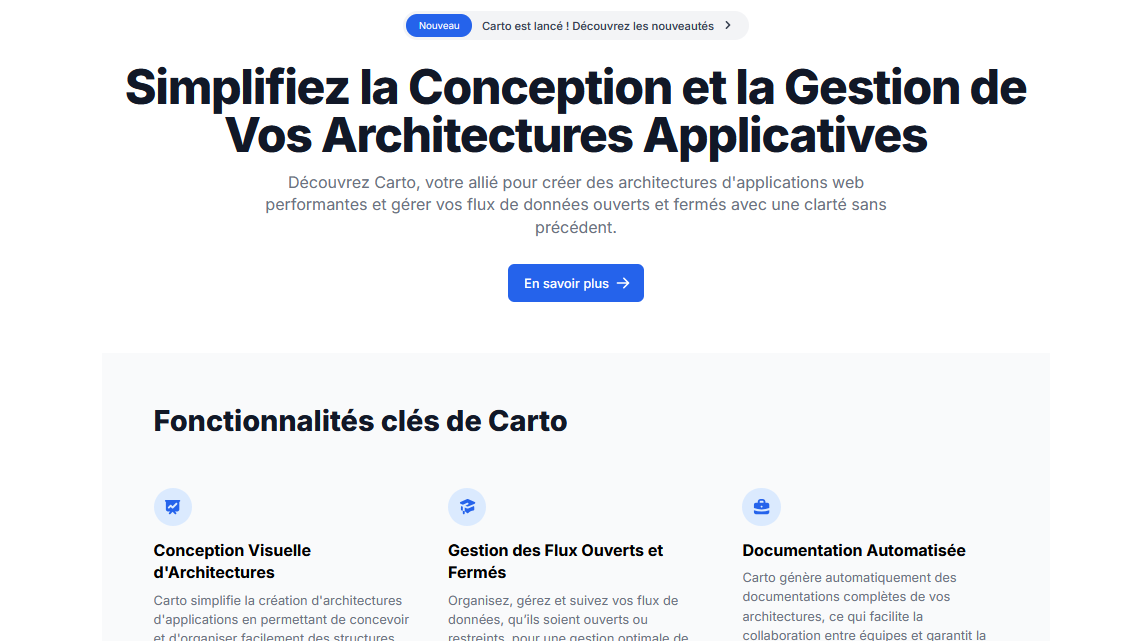 Nouveau Carto est lancé ! Découvrez les nouveautés
Simplifiez la Conception et la Gestion de
Vos Architectures Applicatives
Découvrez Carto, votre allié pour créer des architectures d'applications web
performantes et gérer vos flux de données ouverts et fermés avec une clarté sans
précédent.
En savoir plus
Fonctionnalités clés de Carto
Conception Visuelle
d'Architectures
Carto simplifie la création d'architectures
d'applications en permettant de concevoir
et d'organiser facilement des structures
Gestion des Flux Ouverts et
Fermés
Organisez, gérez et suivez vos flux de
données, qu’ils soient ouverts ou
restreints, pour une gestion optimale de
Documentation Automatisée
Carto génère automatiquement des
documentations complètes de vos
architectures, ce qui facilite la
collaboration entre équipes et garantit la